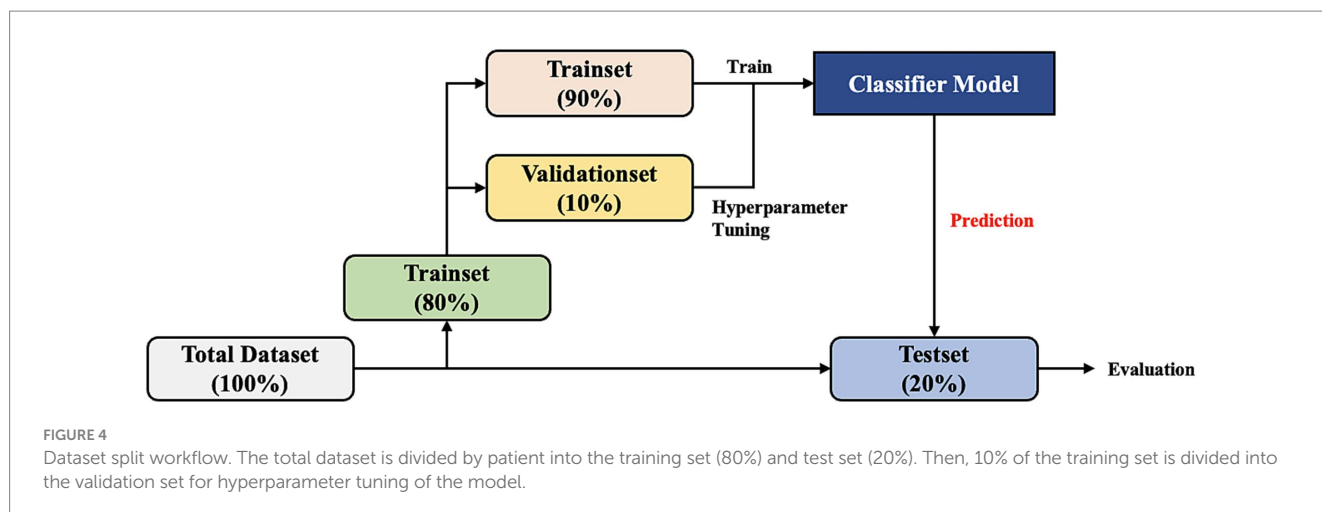 Trainset
(90%)
Train
Classifier Model
Validationset
(10%)
Hyperparameter
Tuning
Prediction
Trainset
(80%)
Total Dataset
(100%)
Testset
(20%)
Evaluation
FIGURE 4
Dataset split workflow. The total dataset is divided by patient into the training set (80%) and test set (20%). Then, 10% of the training set is divided into
the validation set for hyperparameter tuning of the model.